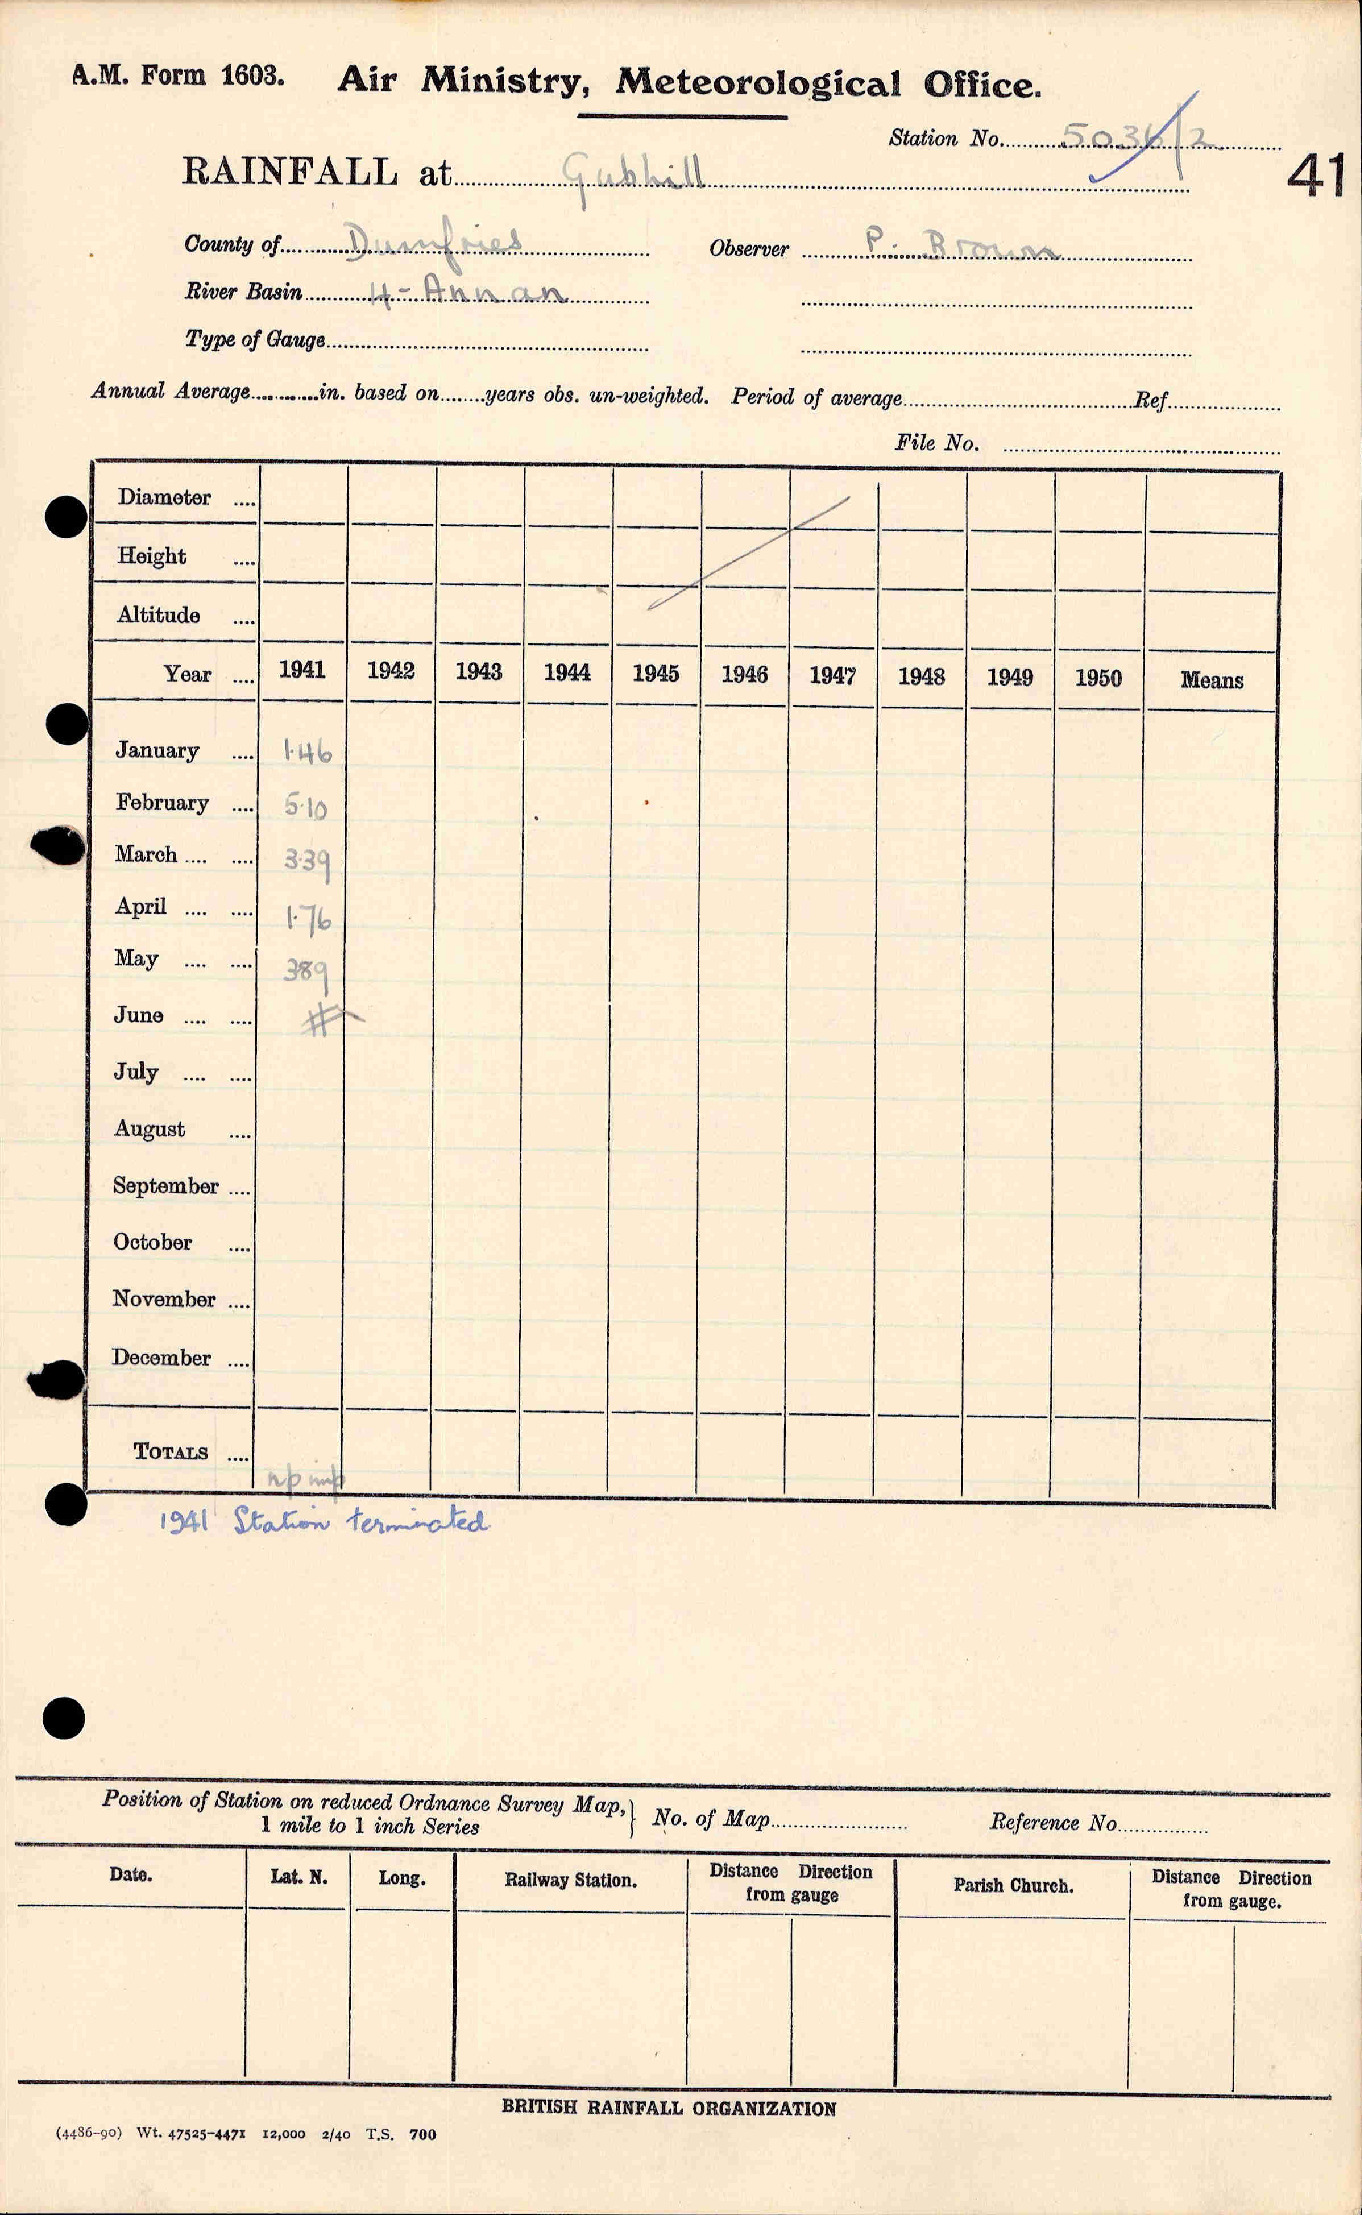 A.M. Form 1603. Air Ministry, Meteorological Office.
Station No. 5036/2
41
RAINFALL at Gubhill
County of Dumfries Observer P. Brown
River Basin 4-Annan
Type of Gauge
Annual Average in. based on years obs. un-weighted. Period of average Ref.
File No.
Diameter
Height
Altitude
Year 1941 1942 1943 1944 1945 1946 1947 1948 1949 1950 Means
January 1.46
February 5.10
March 3.39
April 1.76
May 3.89
June #
July
August
September
October
November
December
TOTALS
np imp
1941 Station terminated
Position of Station on reduced Ordnance Survey Map, } No. of Map Reference No.
1 mile to 1 inch Series
Date. Lat. N. Long. Railway Station. Distance Direction from gauge Parish Church. Distance Direction from gauge.
BRITISH RAINFALL ORGANIZATION
(4486-90) Wt. 47525-4471 12,000 2/40 T.S. 700